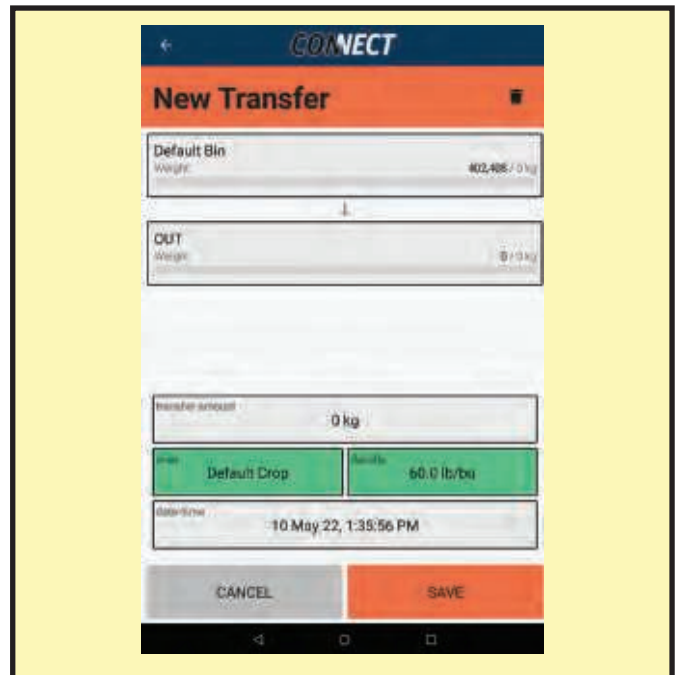 CONNECT
New Transfer
Default Bin
Weight 402,486 / 0 kg
OUT
Weight 0 / 0 kg
transfer amount
0 kg
Default Crop
density
60.0 lb/bu
date-time
10 May 22, 1:35:56 PM
CANCEL SAVE